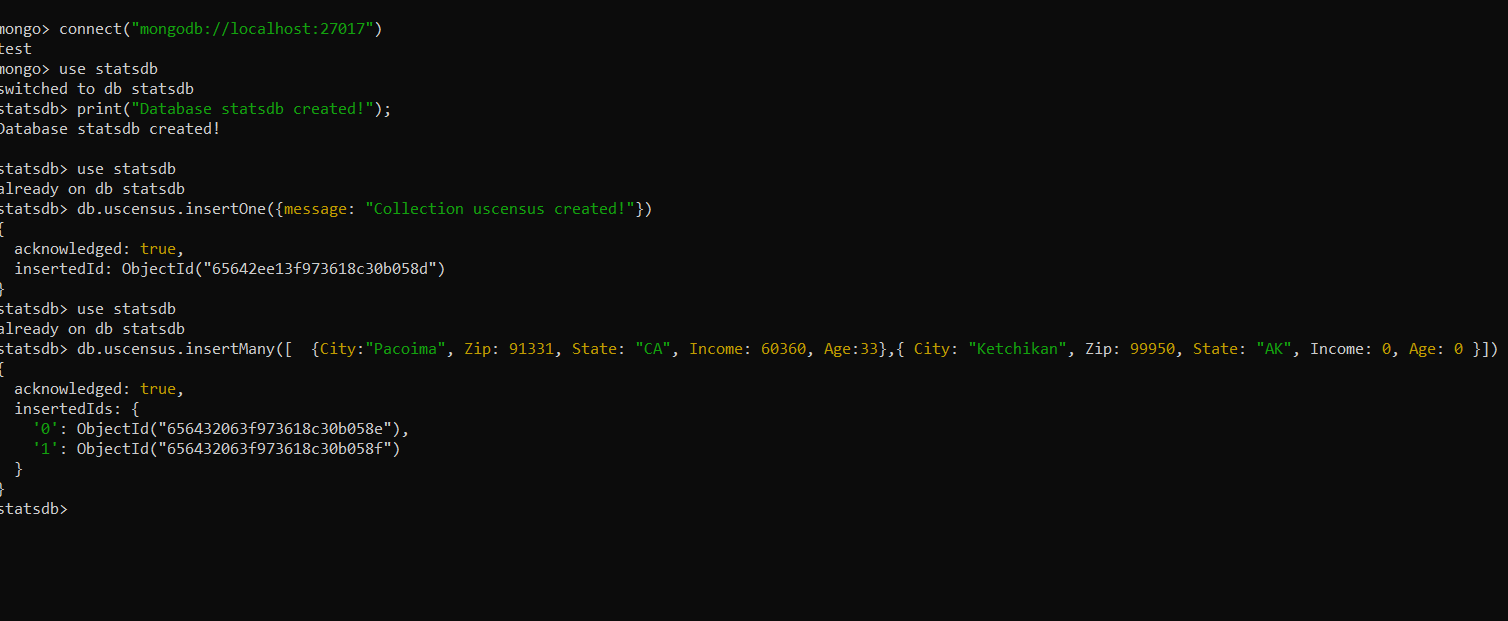 mongo> connect("mongodb://localhost:27017")
test
mongo> use statsdb
switched to db statsdb
statsdb> print("Database statsdb created!");
Database statsdb created!
statsdb> use statsdb
already on db statsdb
statsdb> db.uscensus.insertOne({message: "Collection uscensus created!"})
{
  acknowledged: true,
  insertedId: ObjectId("65642ee13f973618c30b058d")
}
statsdb> use statsdb
already on db statsdb
statsdb> db.uscensus.insertMany([  {City:"Pacoima", Zip: 91331, State: "CA", Income: 60360, Age:33},{ City: "Ketchikan", Zip: 99950, State: "AK", Income: 0, Age: 0 }])
{
  acknowledged: true,
  insertedIds: {
    '0': ObjectId("656432063f973618c30b058e"),
    '1': ObjectId("656432063f973618c30b058f")
  }
}
statsdb>